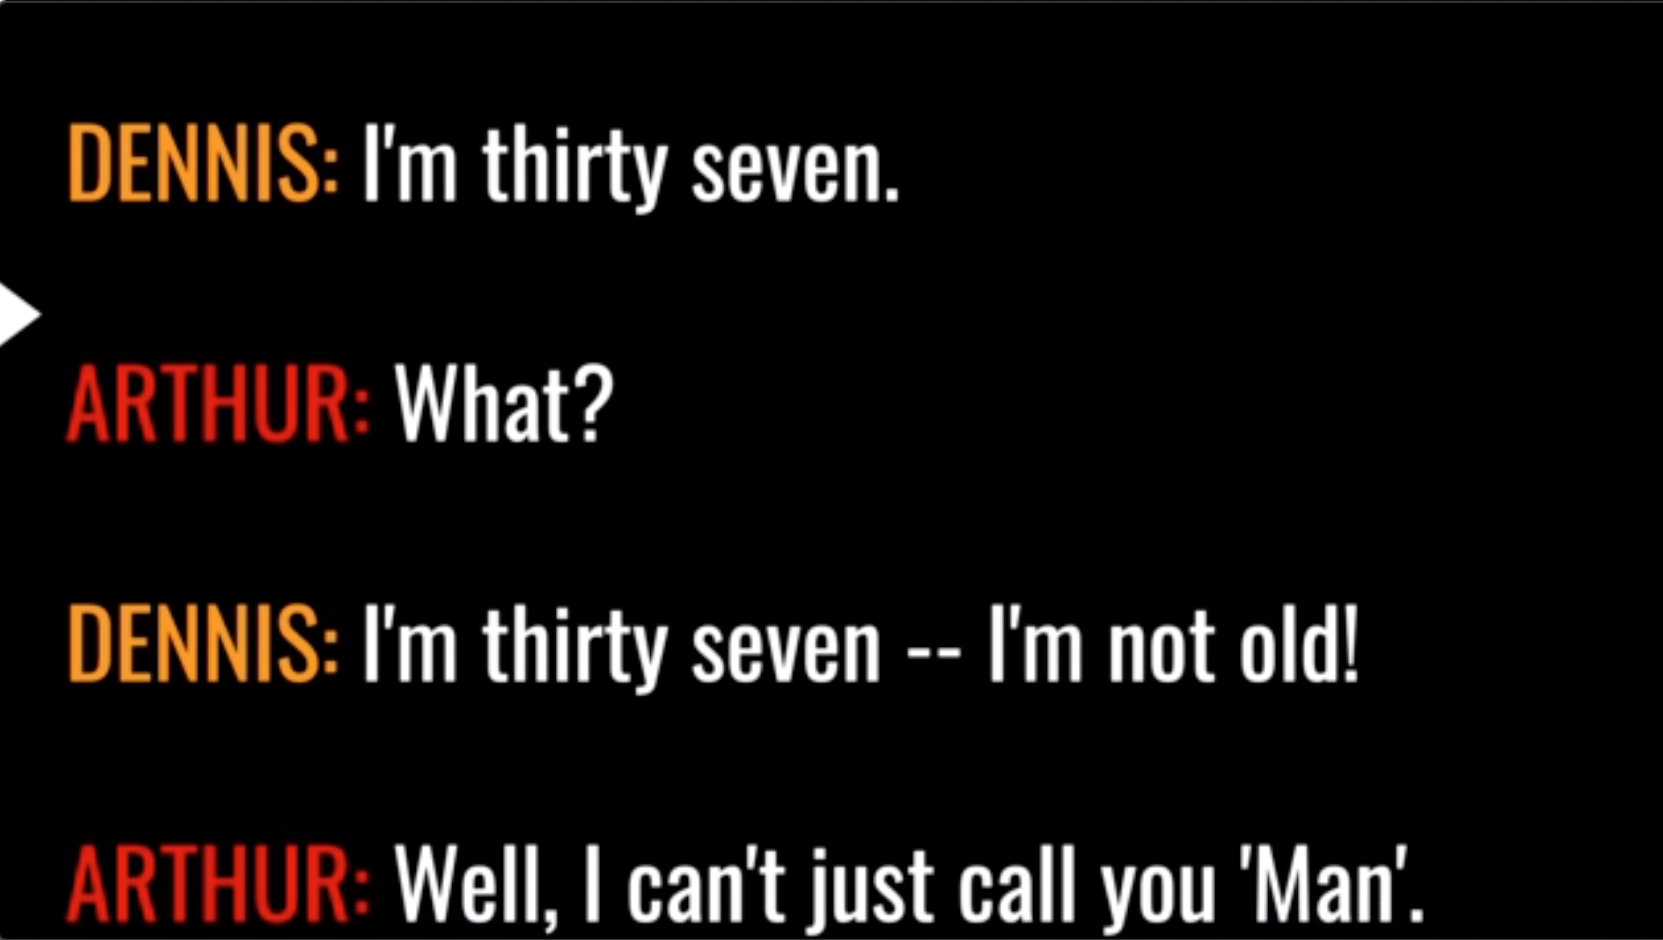 DENNIS: I'm thirty seven.
ARTHUR: What?
DENNIS: I'm thirty seven -- I'm not old!
ARTHUR: Well, I can't just call you 'Man'.